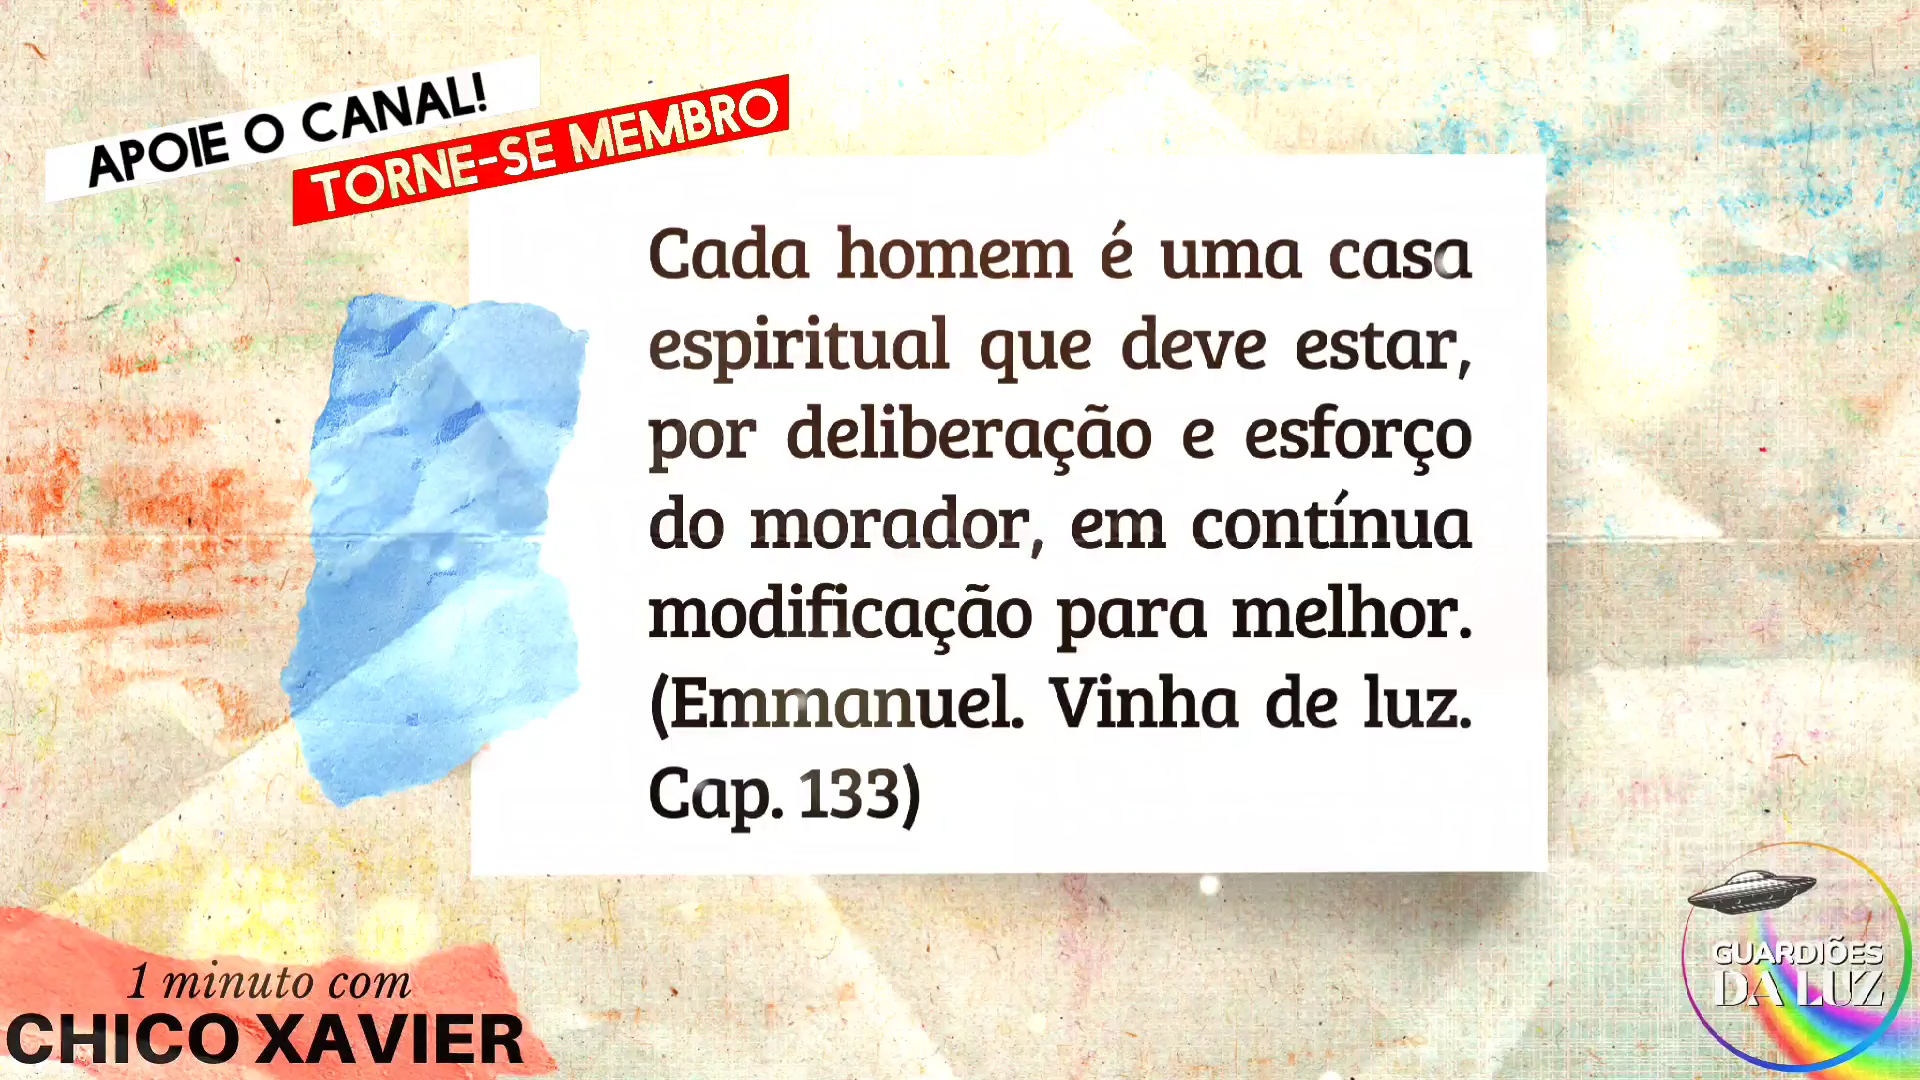 APOIE O CANAL!
TORNE-SE MEMBRO
Cada homem é uma casa
espiritual que deve estar,
por deliberação e esforço
do morador, em contínua
modificação para melhor.
(Emmanuel. Vinha de luz.
Cap. 133)
1 minuto com
CHICO XAVIER
GUARDIÕES
DA LUZ